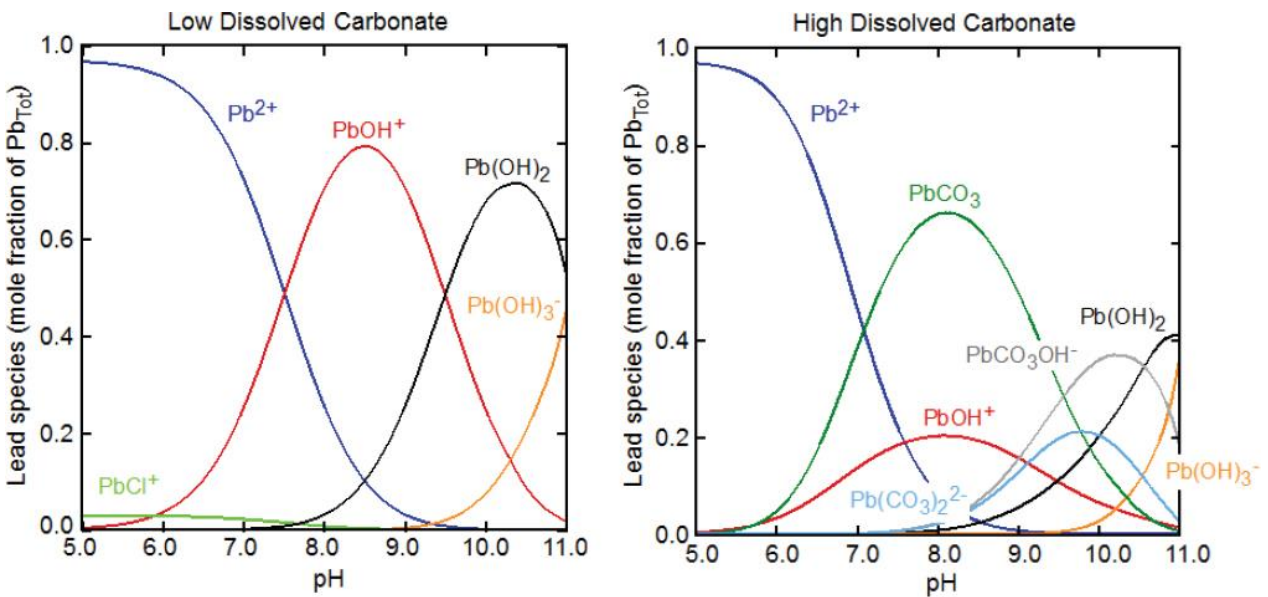 Low Dissolved Carbonate
Lead species (mole fraction of Pb_Tot)
1.0
0.8
0.6
0.4
0.2
0.0
Pb²⁺
PbOH⁺
Pb(OH)₂
Pb(OH)₃⁻
PbCl⁺
5.0 6.0 7.0 8.0 9.0 10.0 11.0
pH
High Dissolved Carbonate
Lead species (mole fraction of Pb_Tot)
1.0
0.8
0.6
0.4
0.2
0.0
Pb²⁺
PbCO₃
Pb(OH)₂
PbCO₃OH⁻
PbOH⁺
Pb(OH)₃⁻
Pb(CO₃)₂²⁻
5.0 6.0 7.0 8.0 9.0 10.0 11.0
pH